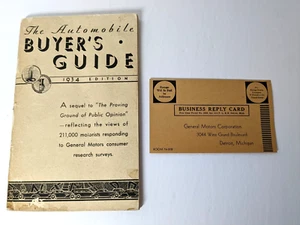 The Automobile
BUYER'S
GUIDE
1934 EDITION
A sequel to "The Proving
Ground of Public Opinion"
—reflecting the views of
211,000 motorists responding
to General Motors consumer
research surveys.
BUSINESS REPLY CARD
General Motors Corporation
Detroit, Michigan